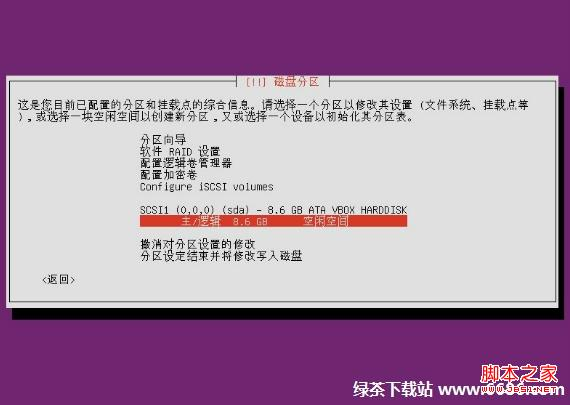 [!!] 磁盘分区
这是您目前已配置的分区和挂载点的综合信息。请选择一个分区以修改其设置 (文件系统、挂载点等
),或选择一块空闲空间以创建新分区,又或选择一个设备以初始化其分区表。
分区向导
软件 RAID 设置
配置逻辑卷管理器
配置加密卷
Configure iSCSI volumes
SCSI1 (0,0,0) (sda) - 8.6 GB ATA VBOX HARDDISK
主/逻辑 8.6 GB 空闲空间
撤消对分区设置的修改
分区设定结束并将修改写入磁盘
<返回>
脚本之家
绿茶下载站